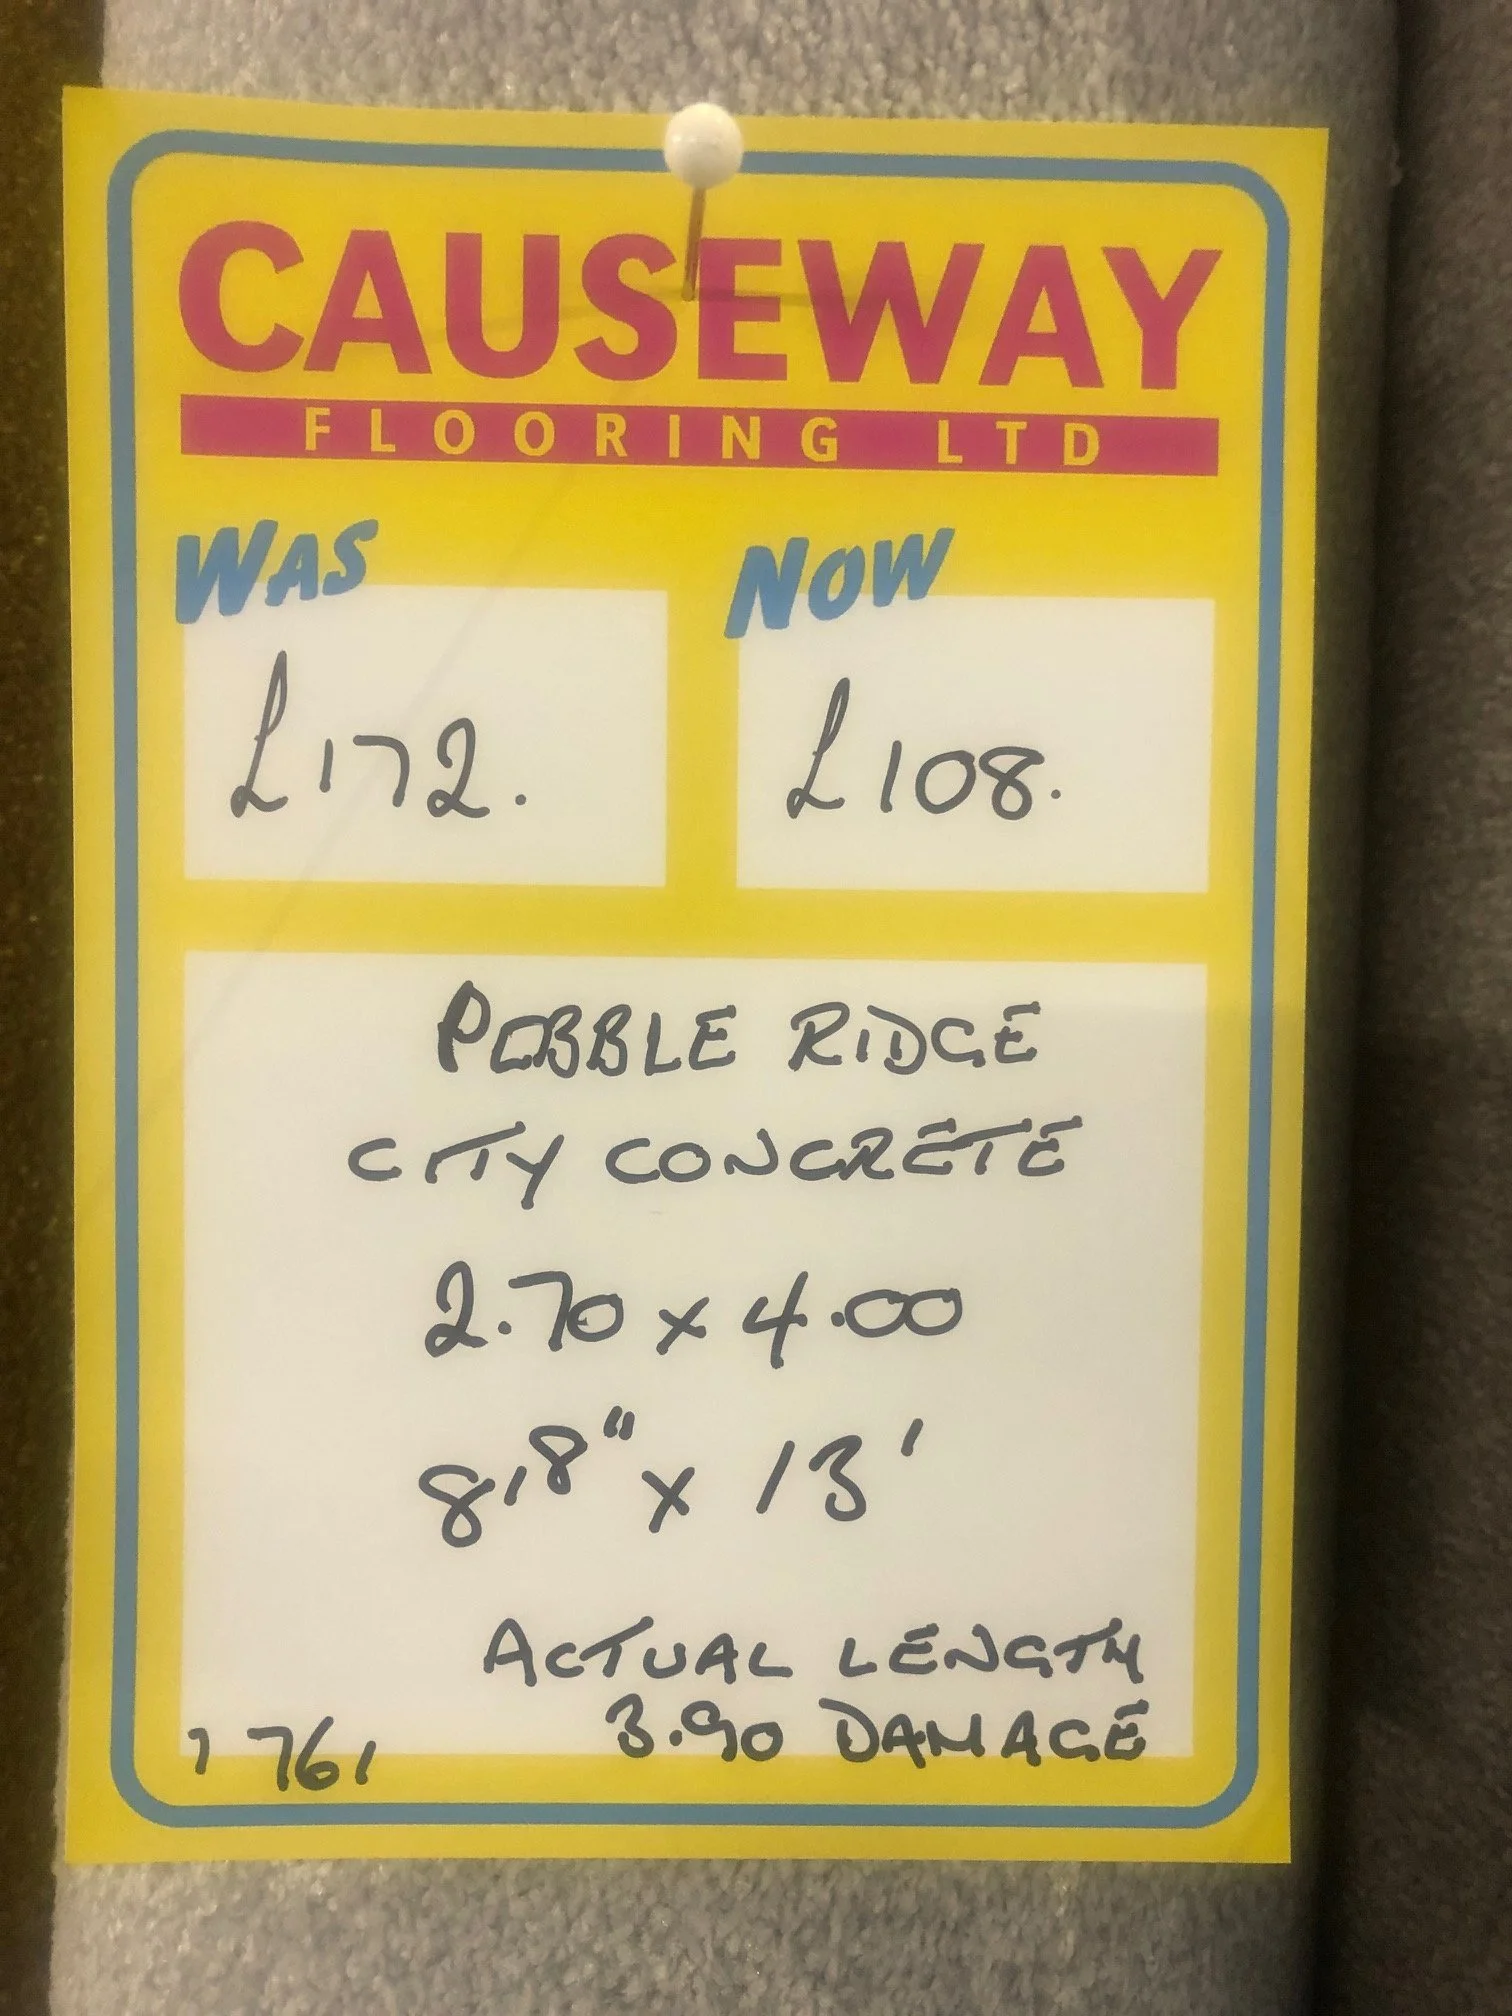 CAUSEWAY
FLOORING LTD
WAS
NOW
£172.
£108.
PEBBLE RIDGE
CITY CONCRETE
2.70 x 4.00
8,8" x 13'
ACTUAL LENGTH
3.90 DAMAGE
1761